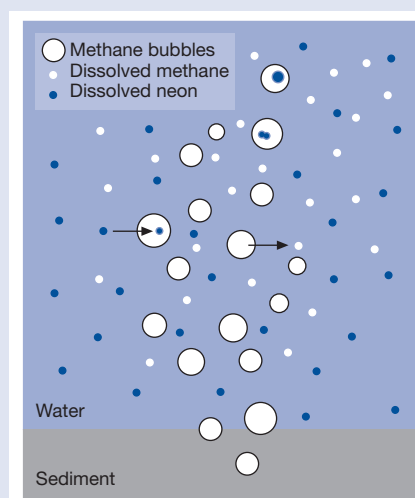 Methane bubbles
Dissolved methane
Dissolved neon
Water
Sediment